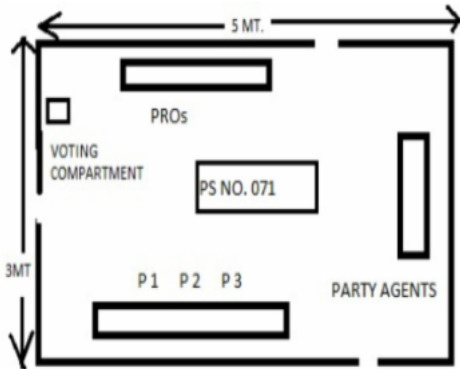 5 MT.
PROs
VOTING
COMPARTMENT
PS NO. 071
3MT
P 1 P 2 P 3
PARTY AGENTS